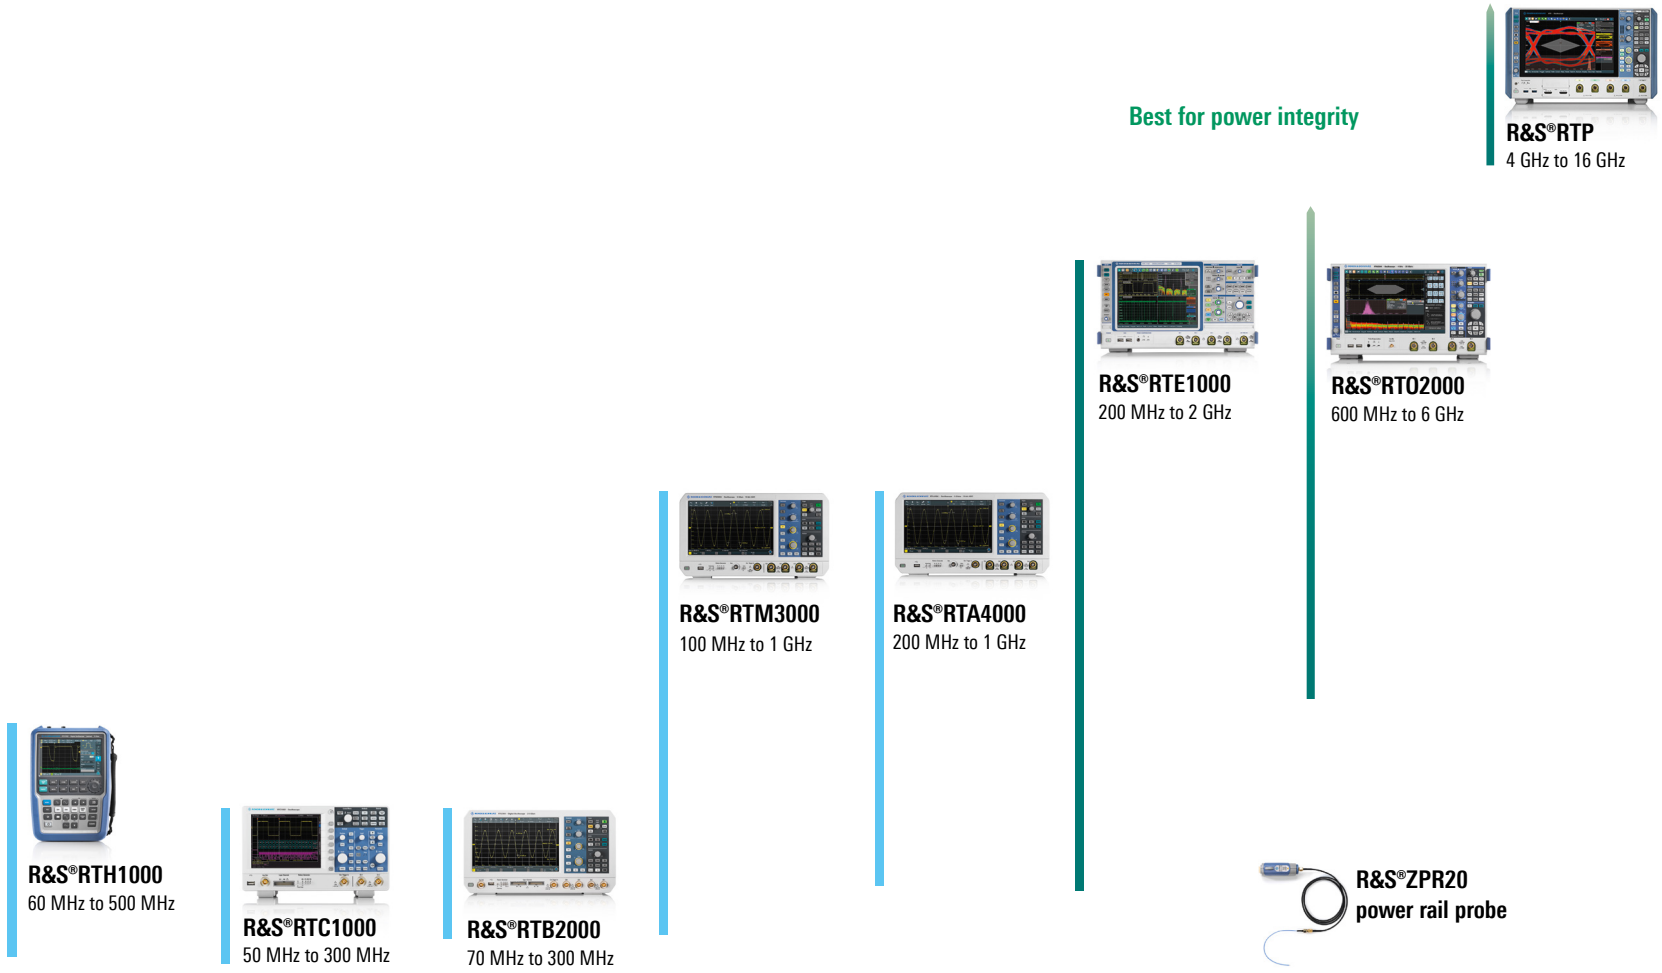 Best for power integrity
R&S®RTP
4 GHz to 16 GHz
R&S®RTE1000
200 MHz to 2 GHz
R&S®RTO2000
600 MHz to 6 GHz
R&S®RTM3000
100 MHz to 1 GHz
R&S®RTA4000
200 MHz to 1 GHz
R&S®RTH1000
60 MHz to 500 MHz
R&S®RTC1000
50 MHz to 300 MHz
R&S®RTB2000
70 MHz to 300 MHz
R&S®ZPR20
power rail probe